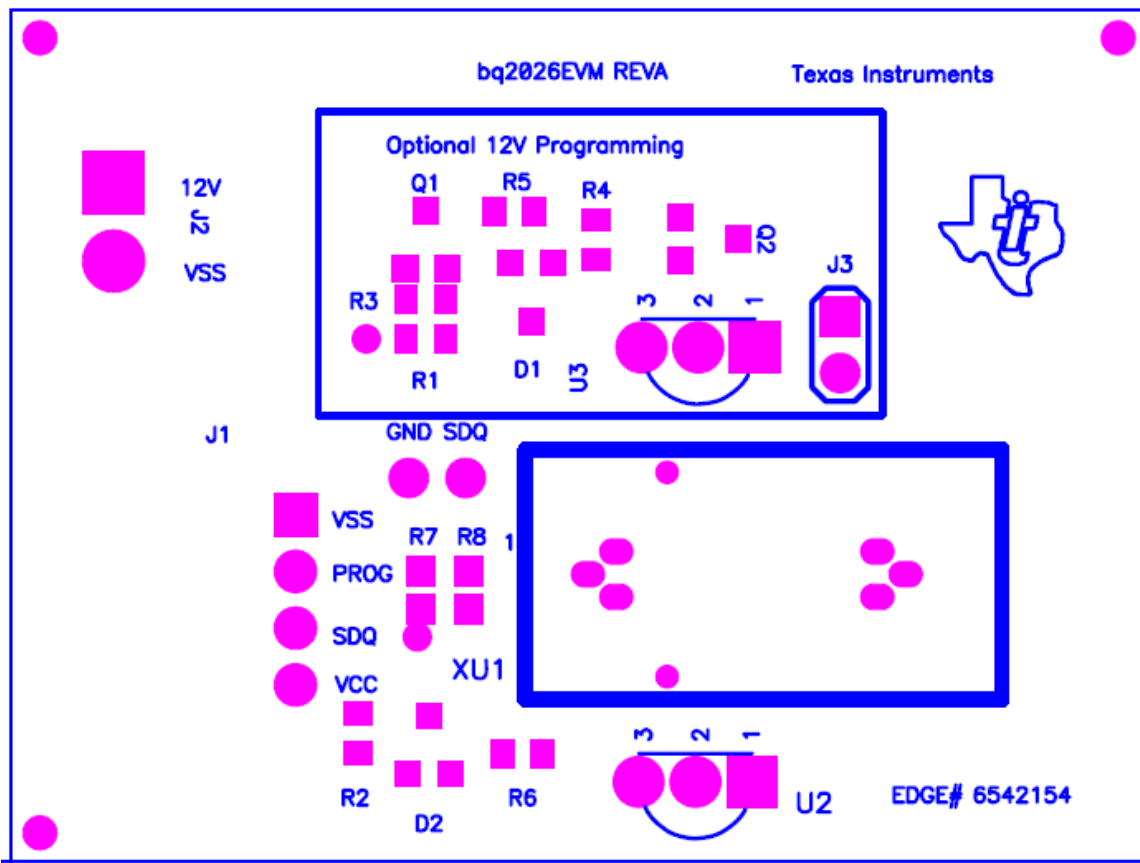 bq2026EVM REVA
Texas Instruments
Optional 12V Programming
Q1
R5
R4
12V
J2
Q2
VSS
J3
R3
3 2 1
D1
U3
R1
J1
GND SDQ
VSS
R7 R8 1
PROG
SDQ
XU1
VCC
3 2 1
R2
R6
EDGE# 6542154
U2
D2